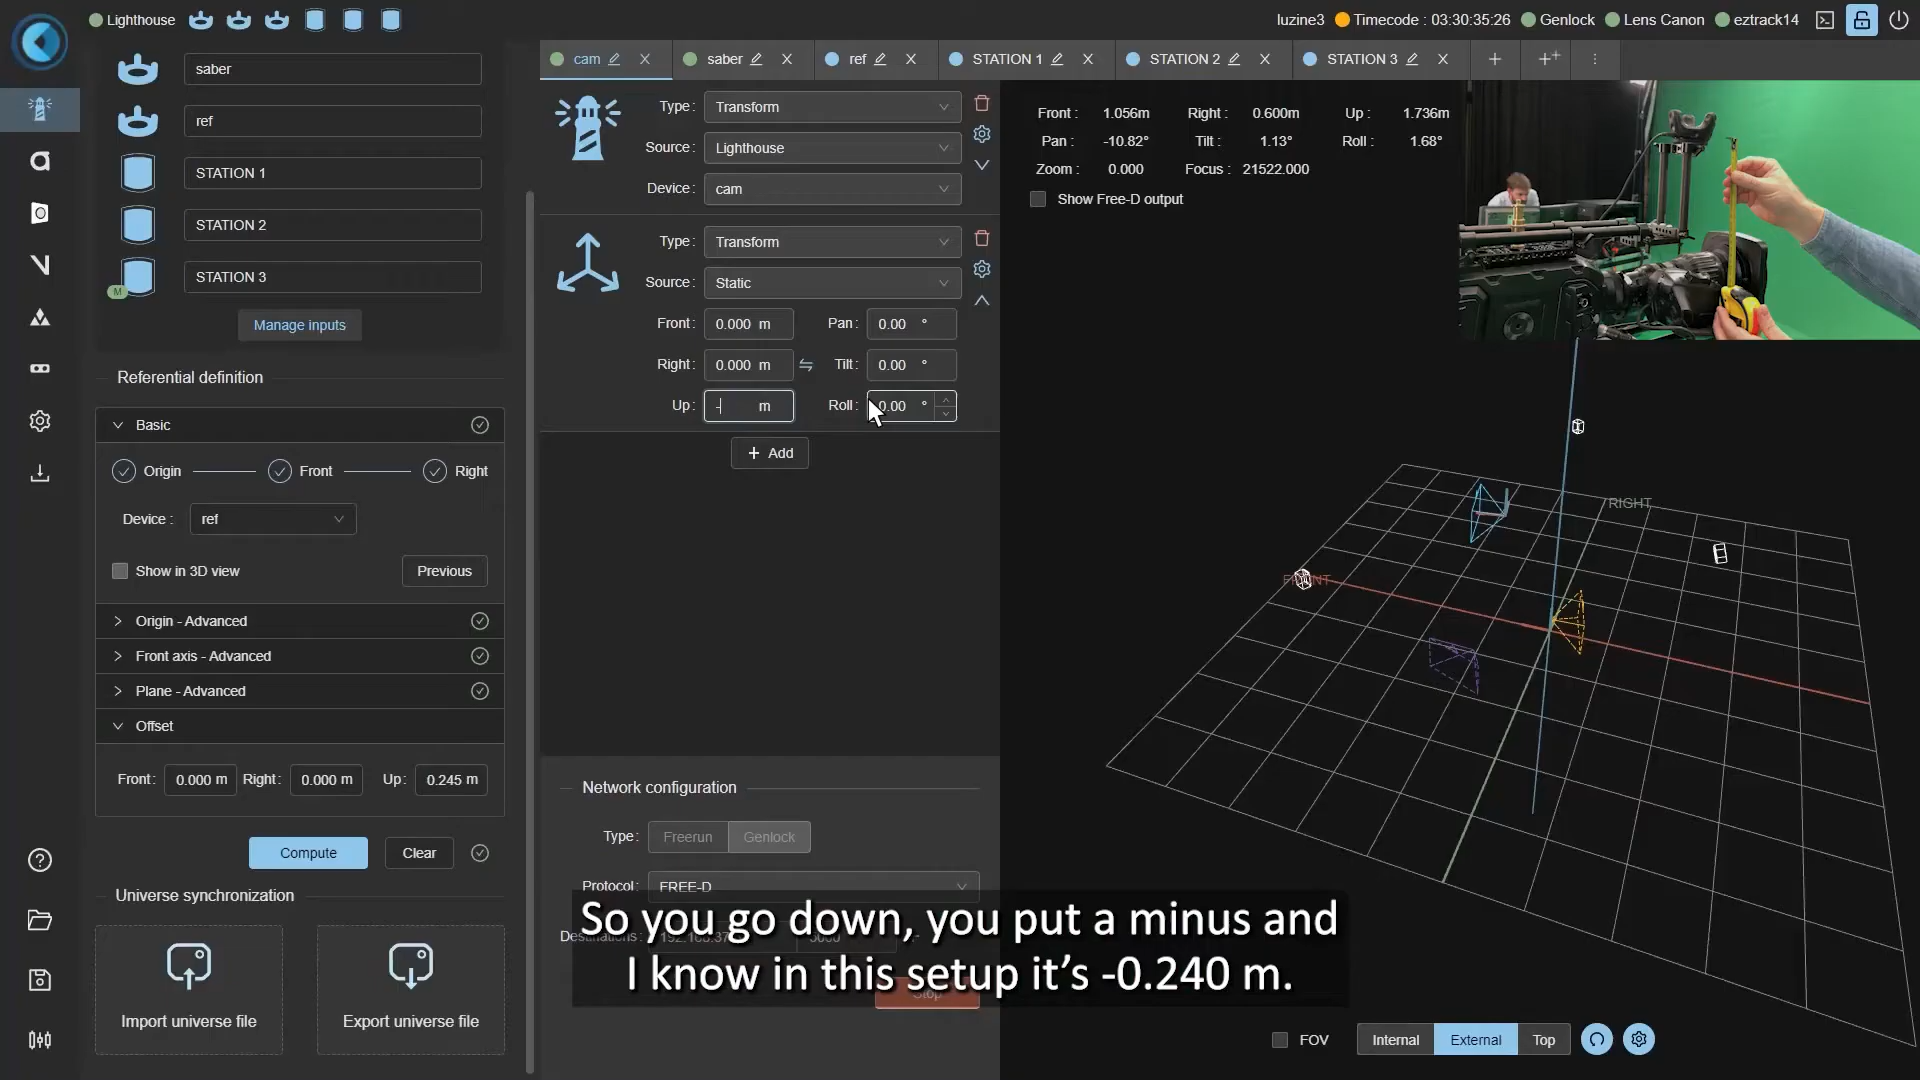 Lighthouse
luzine3 Timecode : 03:30:35:26 Genlock Lens Canon eztrack14
saber
ref
STATION 1
STATION 2
STATION 3
M
Manage inputs
Referential definition
Basic
Origin Front Right
Device : ref
Show in 3D view Previous
Origin - Advanced
Front axis - Advanced
Plane - Advanced
Offset
Front : 0.000 m Right : 0.000 m Up : 0.245 m
Compute Clear
Universe synchronization
Import universe file Export universe file
cam saber ref STATION 1 STATION 2 STATION 3
Type : Transform
Source : Lighthouse
Device : cam
Type : Transform
Source : Static
Front : 0.000 m Pan : 0.00 °
Right : 0.000 m Tilt : 0.00 °
Up : - m Roll : 0.00 °
+ Add
Network configuration
Type : Freerun Genlock
Protocol : FREE-D
Destinations :
Stop
Front : 1.056m Right : 0.600m Up : 1.736m
Pan : -10.82° Tilt : 1.13° Roll : 1.68°
Zoom : 0.000 Focus : 21522.000
Show Free-D output
RIGHT
FRONT
FOV Internal External Top
So you go down, you put a minus and
I know in this setup it’s -0.240 m.